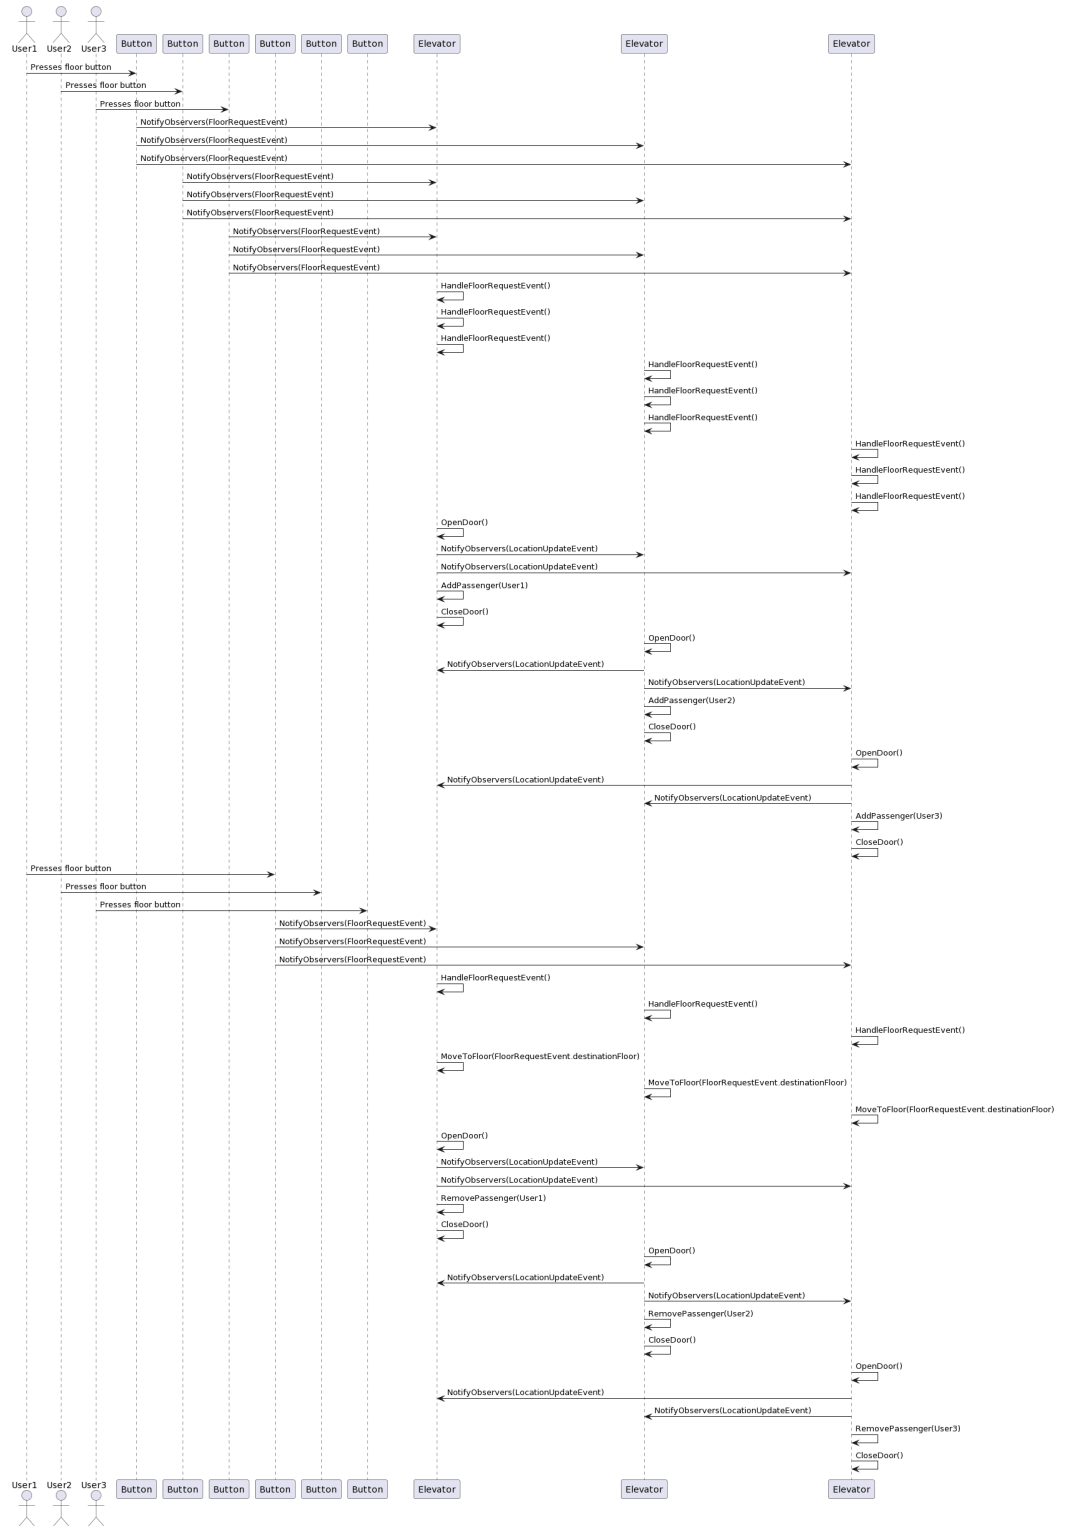 User1 User2 User3 Button Button Button Button Button Button Elevator Elevator Elevator
Presses floor button
Presses floor button
Presses floor button
NotifyObservers(FloorRequestEvent)
NotifyObservers(FloorRequestEvent)
NotifyObservers(FloorRequestEvent)
NotifyObservers(FloorRequestEvent)
NotifyObservers(FloorRequestEvent)
NotifyObservers(FloorRequestEvent)
NotifyObservers(FloorRequestEvent)
NotifyObservers(FloorRequestEvent)
NotifyObservers(FloorRequestEvent)
HandleFloorRequestEvent()
HandleFloorRequestEvent()
HandleFloorRequestEvent()
HandleFloorRequestEvent()
HandleFloorRequestEvent()
HandleFloorRequestEvent()
HandleFloorRequestEvent()
HandleFloorRequestEvent()
HandleFloorRequestEvent()
OpenDoor()
NotifyObservers(LocationUpdateEvent)
NotifyObservers(LocationUpdateEvent)
AddPassenger(User1)
CloseDoor()
OpenDoor()
NotifyObservers(LocationUpdateEvent)
NotifyObservers(LocationUpdateEvent)
AddPassenger(User2)
CloseDoor()
OpenDoor()
NotifyObservers(LocationUpdateEvent)
NotifyObservers(LocationUpdateEvent)
AddPassenger(User3)
CloseDoor()
Presses floor button
Presses floor button
Presses floor button
NotifyObservers(FloorRequestEvent)
NotifyObservers(FloorRequestEvent)
NotifyObservers(FloorRequestEvent)
HandleFloorRequestEvent()
HandleFloorRequestEvent()
HandleFloorRequestEvent()
MoveToFloor(FloorRequestEvent.destinationFloor)
MoveToFloor(FloorRequestEvent.destinationFloor)
MoveToFloor(FloorRequestEvent.destinationFloor)
OpenDoor()
NotifyObservers(LocationUpdateEvent)
NotifyObservers(LocationUpdateEvent)
RemovePassenger(User1)
CloseDoor()
OpenDoor()
NotifyObservers(LocationUpdateEvent)
NotifyObservers(LocationUpdateEvent)
RemovePassenger(User2)
CloseDoor()
OpenDoor()
NotifyObservers(LocationUpdateEvent)
NotifyObservers(LocationUpdateEvent)
RemovePassenger(User3)
CloseDoor()
User1 User2 User3 Button Button Button Button Button Button Elevator Elevator Elevator